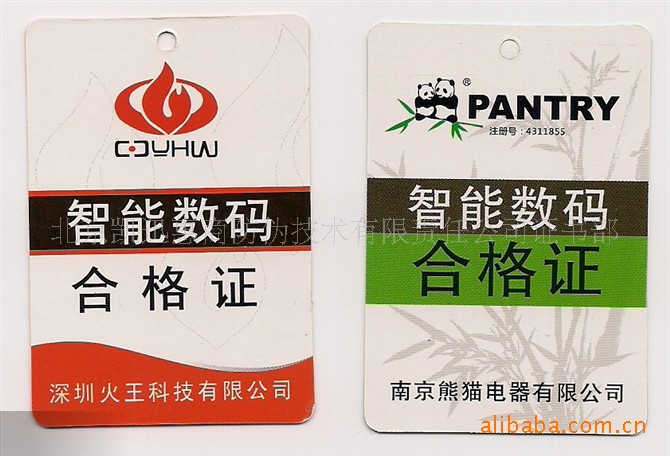 智能数码
合格证
深圳火王科技有限公司
®
PANTRY
注册号:4311855
智能数码
合格证
南京熊猫电器有限公司
alibaba.com.cn